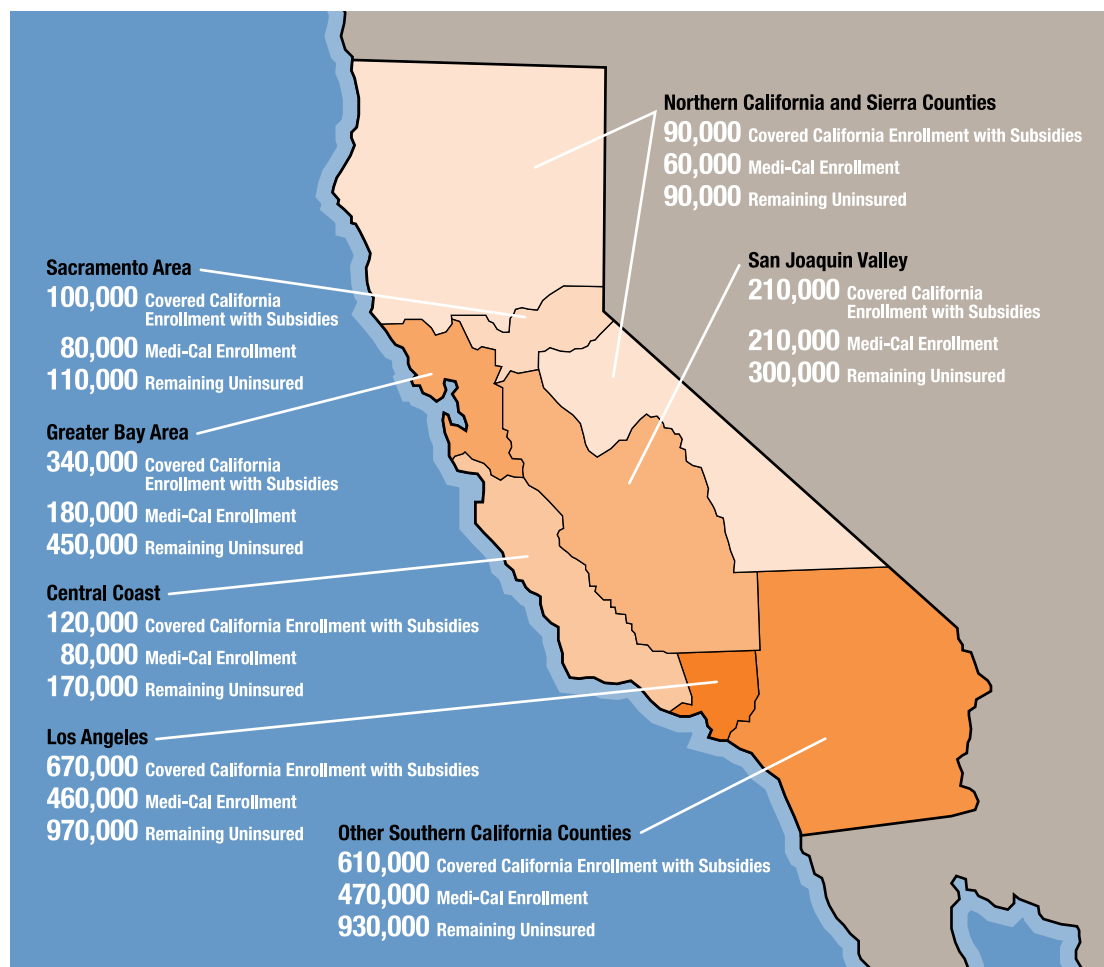 Northern California and Sierra Counties
90,000 Covered California Enrollment with Subsidies
60,000 Medi-Cal Enrollment
90,000 Remaining Uninsured
Sacramento Area
100,000 Covered California
Enrollment with Subsidies
80,000 Medi-Cal Enrollment
110,000 Remaining Uninsured
San Joaquin Valley
210,000 Covered California
Enrollment with Subsidies
210,000 Medi-Cal Enrollment
300,000 Remaining Uninsured
Greater Bay Area
340,000 Covered California
Enrollment with Subsidies
180,000 Medi-Cal Enrollment
450,000 Remaining Uninsured
Central Coast
120,000 Covered California Enrollment with Subsidies
80,000 Medi-Cal Enrollment
170,000 Remaining Uninsured
Los Angeles
670,000 Covered California Enrollment with Subsidies
460,000 Medi-Cal Enrollment
970,000 Remaining Uninsured
Other Southern California Counties
610,000 Covered California Enrollment with Subsidies
470,000 Medi-Cal Enrollment
930,000 Remaining Uninsured